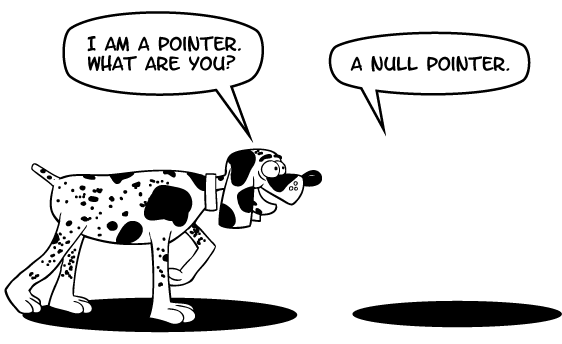 I AM A POINTER.
WHAT ARE YOU?
A NULL POINTER.